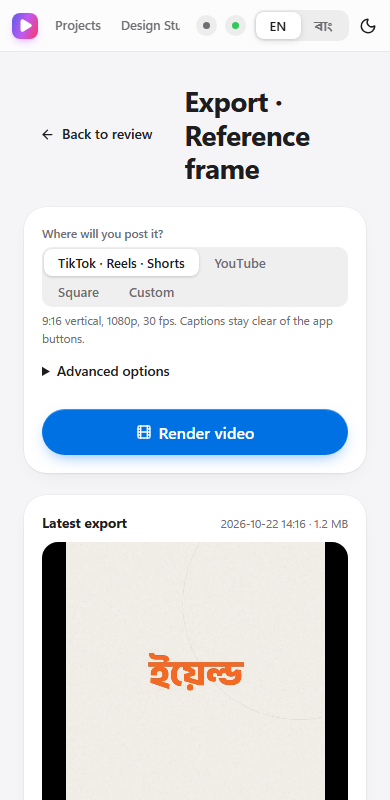 Projects
Design Stu
EN
বাং
Back to review
Export ·
Reference
frame
Where will you post it?
TikTok · Reels · Shorts
YouTube
Square
Custom
9:16 vertical, 1080p, 30 fps. Captions stay clear of the app
buttons.
Advanced options
Render video
Latest export
2026-10-22 14:16 · 1.2 MB
ইয়েল্ড